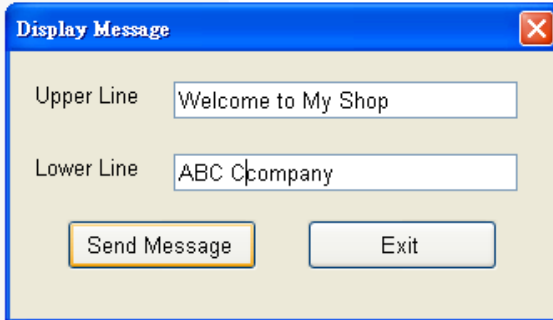 Display Message
Upper Line Welcome to My Shop
Lower Line ABC Ccompany
Send Message Exit